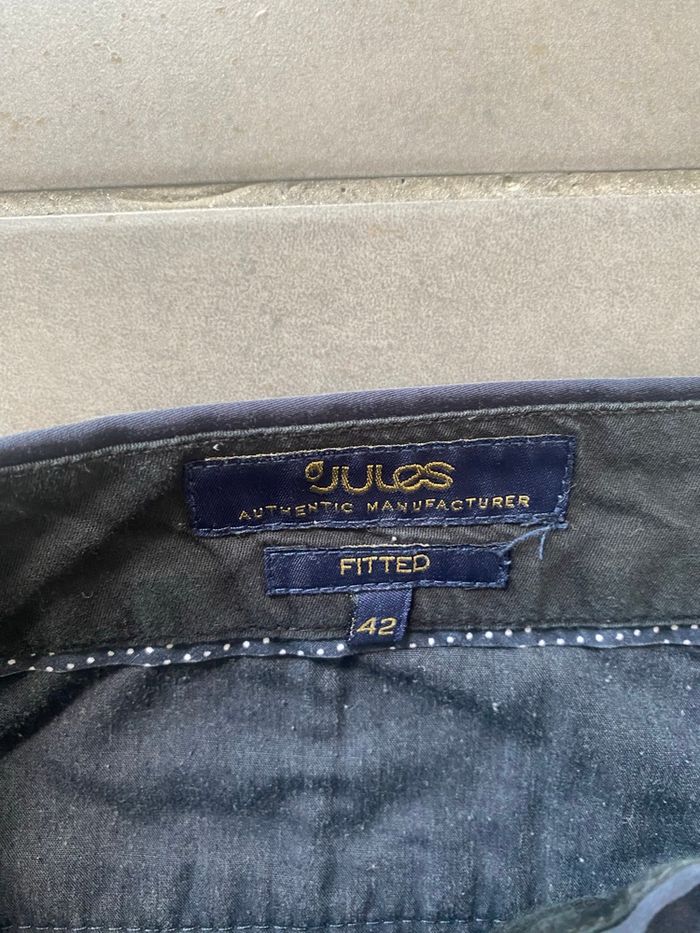 JULES
AUTHENTIC MANUFACTURER
FITTED
42